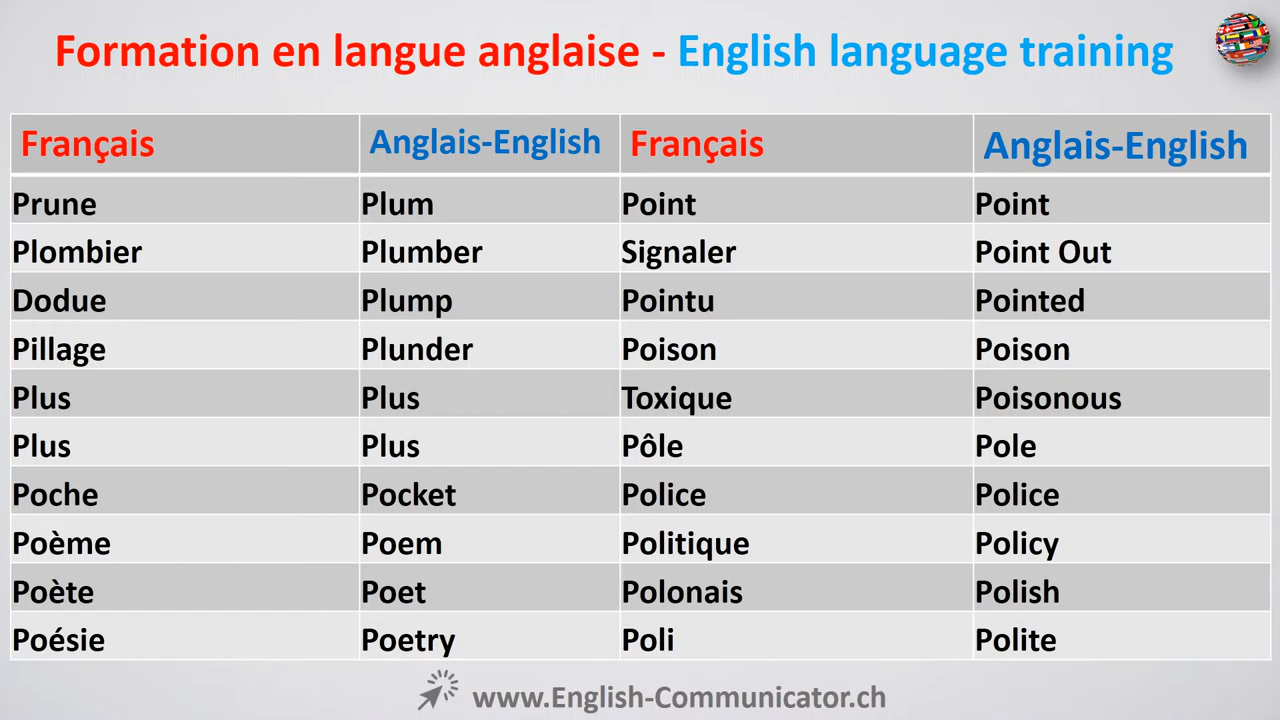 Formation en langue anglaise - English language training
Français Anglais-English Français Anglais-English
Prune Plum Point Point
Plombier Plumber Signaler Point Out
Dodue Plump Pointu Pointed
Pillage Plunder Poison Poison
Plus Plus Toxique Poisonous
Plus Plus Pôle Pole
Poche Pocket Police Police
Poème Poem Politique Policy
Poète Poet Polonais Polish
Poésie Poetry Poli Polite
www.English-Communicator.ch